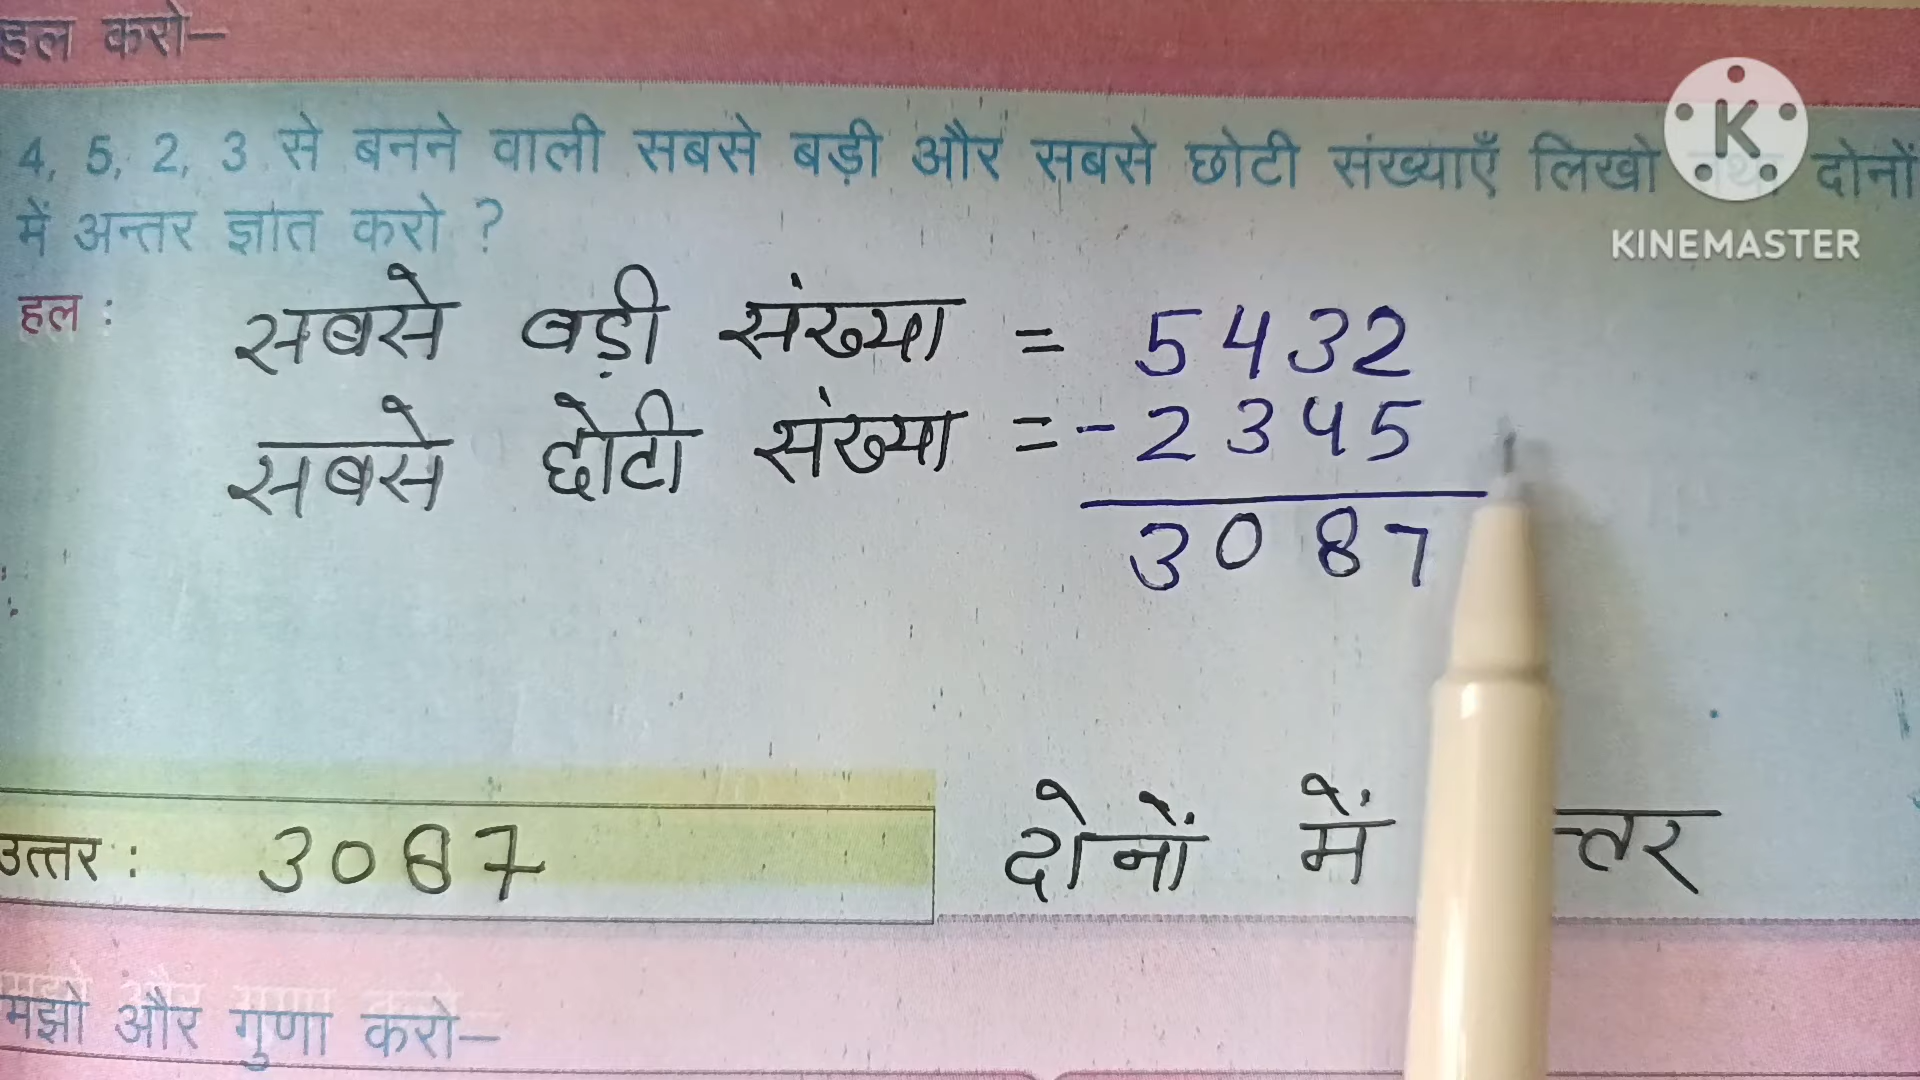 हल करो–
4, 5, 2, 3 से बनने वाली सबसे बड़ी और सबसे छोटी संख्याएँ लिखो दोनों
में अन्तर ज्ञात करो ?
हल : सबसे बड़ी संख्या = 5432
सबसे छोटी संख्या = - 2345
3087
उत्तर : 3087 दोनों में
और गुणा करो–
K
KINEMASTER